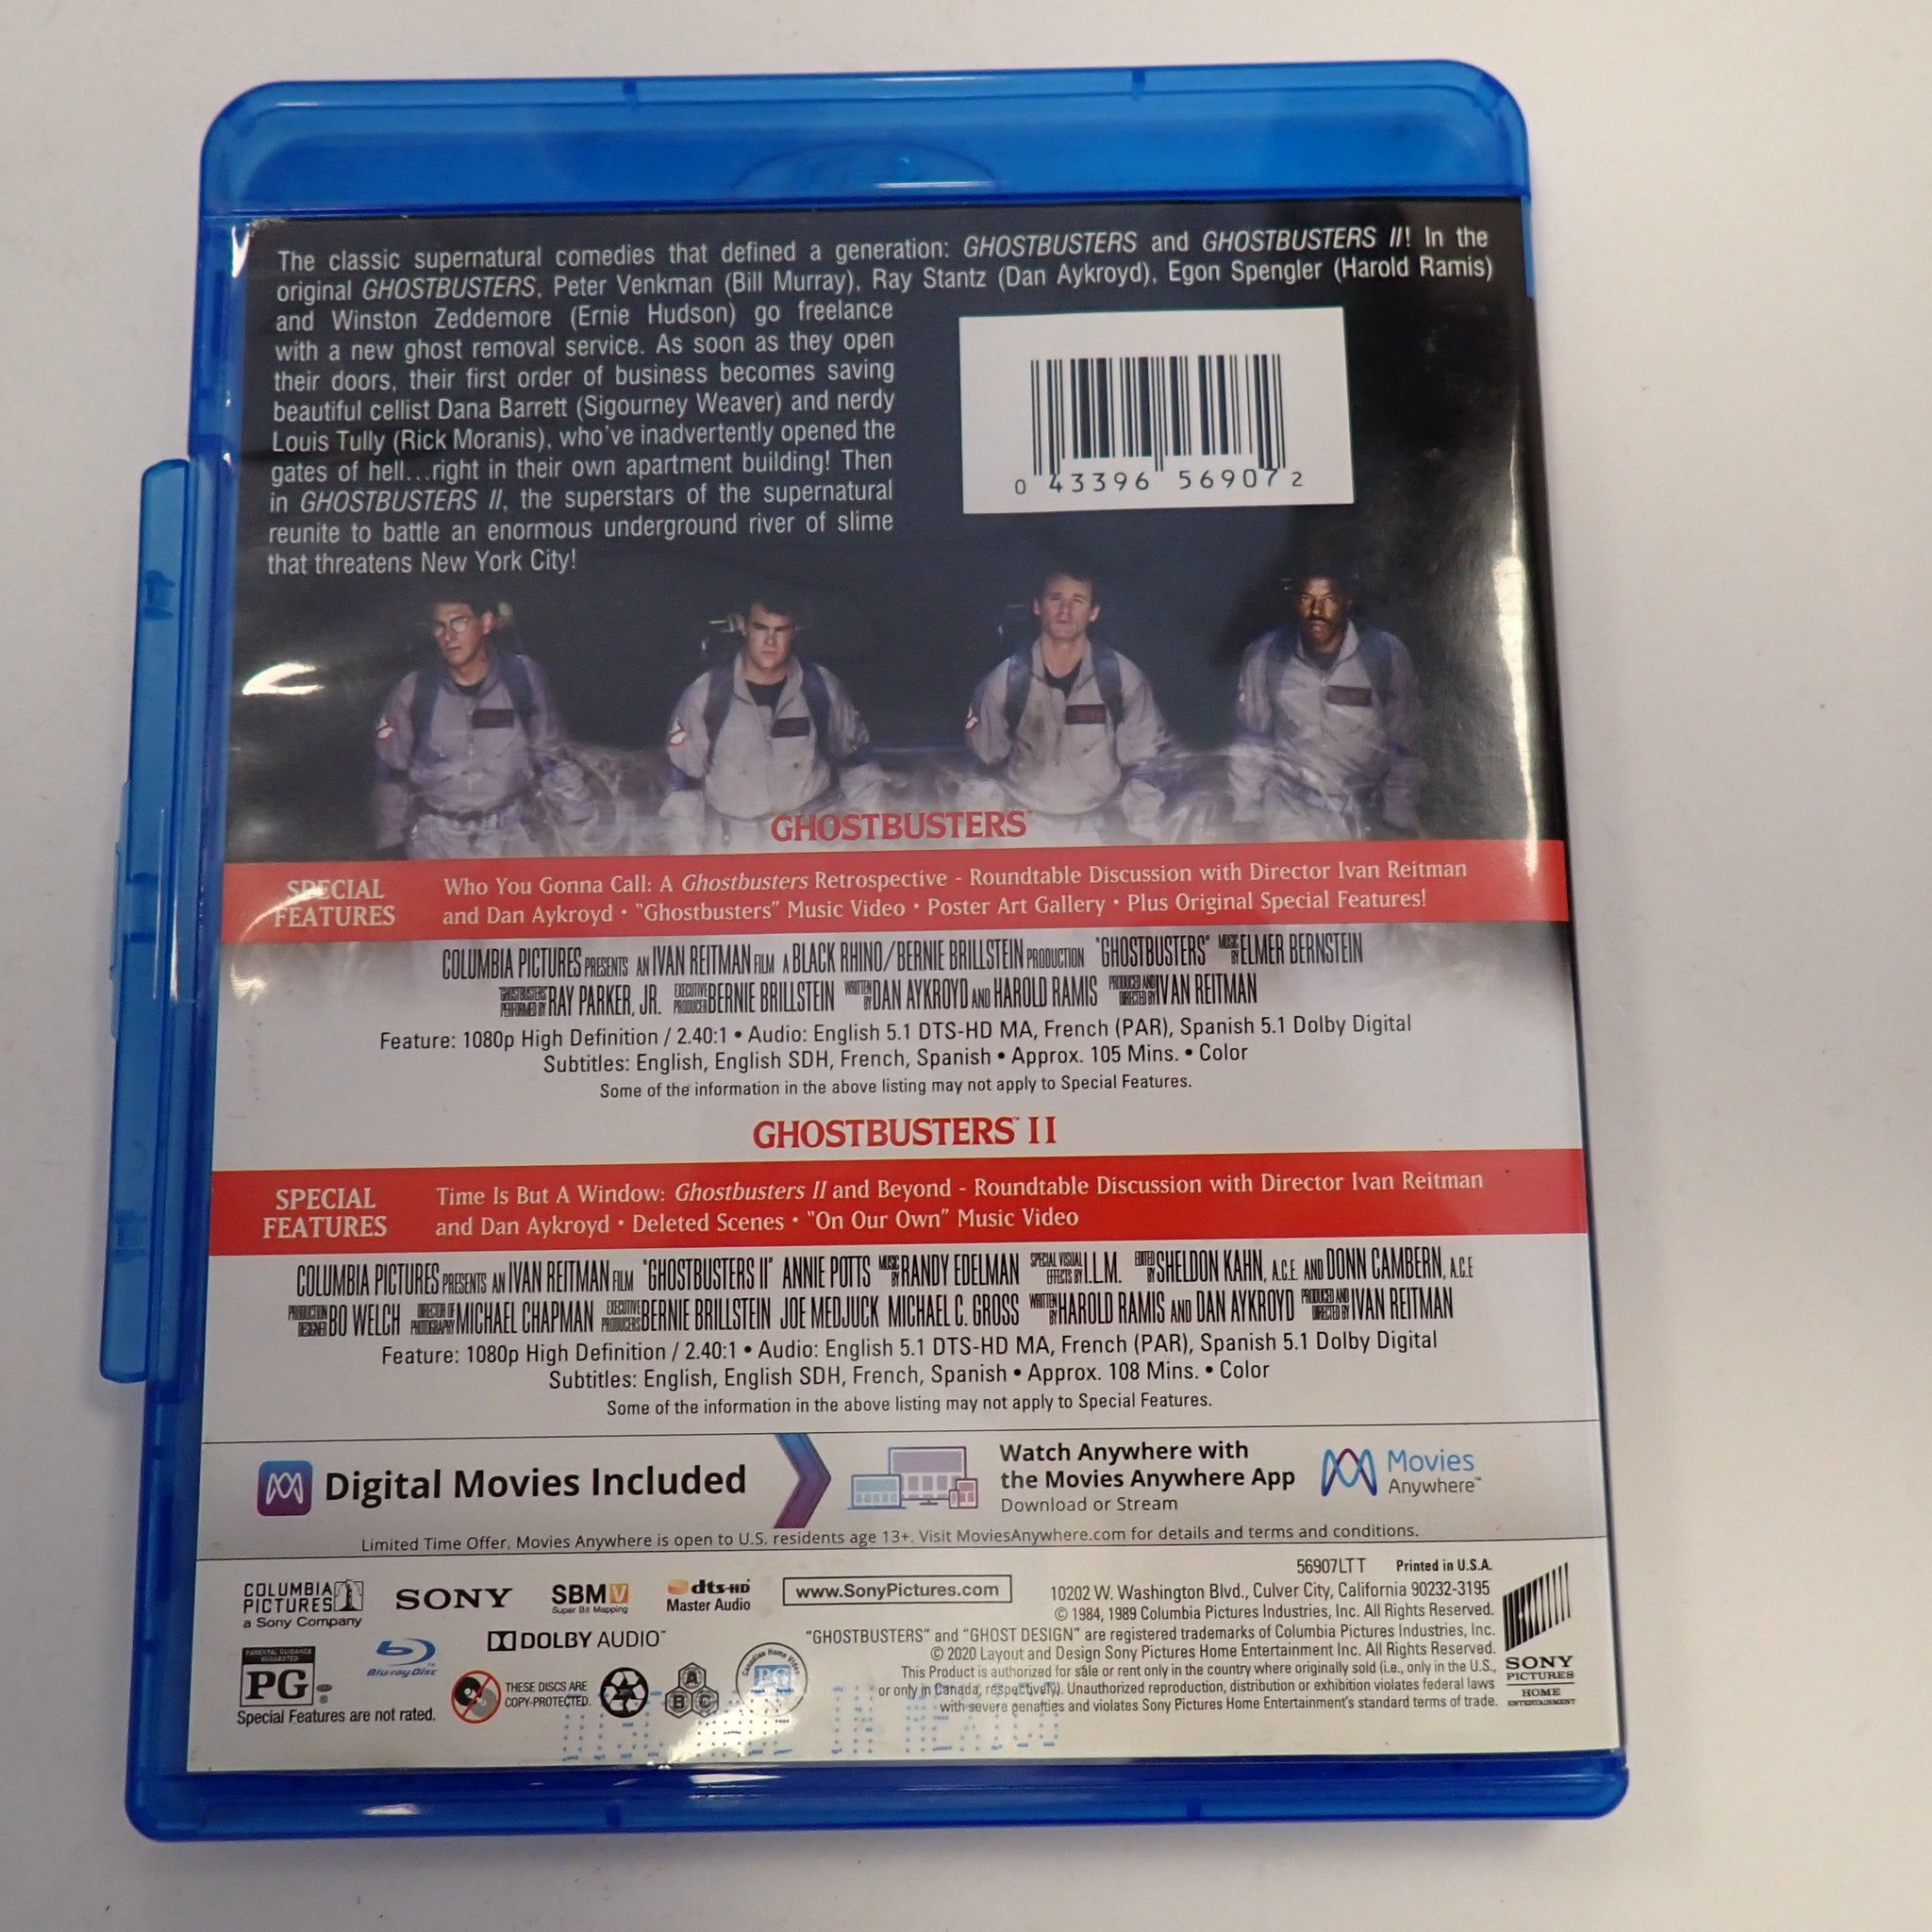 The classic supernatural comedies that defined a generation: GHOSTBUSTERS and GHOSTBUSTERS II! In the
original GHOSTBUSTERS, Peter Venkman (Bill Murray), Ray Stantz (Dan Aykroyd), Egon Spengler (Harold Ramis)
and Winston Zeddemore (Ernie Hudson) go freelance
with a new ghost removal service. As soon as they open
their doors, their first order of business becomes saving
beautiful cellist Dana Barrett (Sigourney Weaver) and nerdy
Louis Tully (Rick Moranis), who've inadvertently opened the
gates of hell...right in their own apartment building! Then
in GHOSTBUSTERS II, the superstars of the supernatural
reunite to battle an enormous underground river of slime
that threatens New York City!
0 43396 56907 2
GHOSTBUSTERS
SPECIAL FEATURES
Who You Gonna Call: A Ghostbusters Retrospective - Roundtable Discussion with Director Ivan Reitman
and Dan Aykroyd • "Ghostbusters" Music Video • Poster Art Gallery • Plus Original Special Features!
COLUMBIA PICTURES PRESENTS AN IVAN REITMAN FILM A BLACK RHINO/BERNIE BRILLSTEIN PRODUCTION "GHOSTBUSTERS" MUSIC BY ELMER BERNSTEIN
"GHOSTBUSTERS" PERFORMED BY RAY PARKER, JR. EXECUTIVE PRODUCER BERNIE BRILLSTEIN WRITTEN BY DAN AYKROYD AND HAROLD RAMIS PRODUCED AND DIRECTED BY IVAN REITMAN
Feature: 1080p High Definition / 2.40:1 • Audio: English 5.1 DTS-HD MA, French (PAR), Spanish 5.1 Dolby Digital
Subtitles: English, English SDH, French, Spanish • Approx. 105 Mins. • Color
Some of the information in the above listing may not apply to Special Features.
GHOSTBUSTERS™ II
SPECIAL FEATURES
Time Is But A Window: Ghostbusters II and Beyond - Roundtable Discussion with Director Ivan Reitman
and Dan Aykroyd • Deleted Scenes • "On Our Own" Music Video
COLUMBIA PICTURES PRESENTS AN IVAN REITMAN FILM "GHOSTBUSTERS II" ANNIE POTTS MUSIC BY RANDY EDELMAN SPECIAL VISUAL EFFECTS BY I.L.M. EDITED BY SHELDON KAHN, A.C.E. AND DONN CAMBERN, A.C.E
PRODUCTION DESIGNER BO WELCH DIRECTOR OF PHOTOGRAPHY MICHAEL CHAPMAN EXECUTIVE PRODUCERS BERNIE BRILLSTEIN JOE MEDJUCK MICHAEL C. GROSS WRITTEN BY HAROLD RAMIS AND DAN AYKROYD PRODUCED AND DIRECTED BY IVAN REITMAN
Feature: 1080p High Definition / 2.40:1 • Audio: English 5.1 DTS-HD MA, French (PAR), Spanish 5.1 Dolby Digital
Subtitles: English, English SDH, French, Spanish • Approx. 108 Mins. • Color
Some of the information in the above listing may not apply to Special Features.
Digital Movies Included
Watch Anywhere with
the Movies Anywhere App
Download or Stream
Movies
Anywhere™
Limited Time Offer. Movies Anywhere is open to U.S. residents age 13+. Visit MoviesAnywhere.com for details and terms and conditions.
COLUMBIA PICTURES
a Sony Company
SONY
SBMV
Super Bit Mapping
dts-HD
Master Audio
www.SonyPictures.com
56907LTT Printed in U.S.A.
10202 W. Washington Blvd., Culver City, California 90232-3195
© 1984, 1989 Columbia Pictures Industries, Inc. All Rights Reserved.
"GHOSTBUSTERS" and "GHOST DESIGN" are registered trademarks of Columbia Pictures Industries, Inc.
© 2020 Layout and Design Sony Pictures Home Entertainment Inc. All Rights Reserved.
This Product is authorized for sale or rent only in the country where originally sold (i.e., only in the U.S.,
or only in Canada, respectively). Unauthorized reproduction, distribution or exhibition violates federal laws
with severe penalties and violates Sony Pictures Home Entertainment's standard terms of trade.
SONY
PICTURES
HOME
ENTERTAINMENT
PARENTAL GUIDANCE SUGGESTED
PG
Special Features are not rated.
Blu-ray Disc
DOLBY AUDIO™
THESE DISCS ARE
COPY-PROTECTED.
A
B C
Canadian Home Video
PG
IN MEXICO